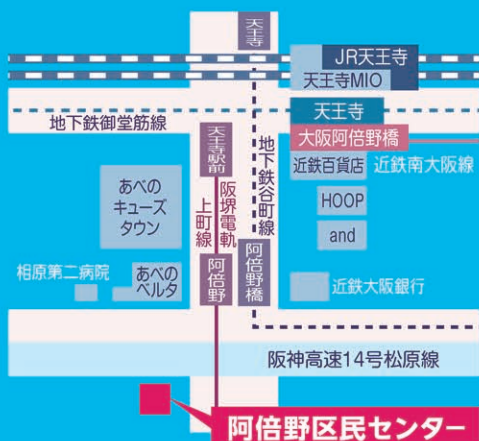 天王寺
JR天王寺
天王寺MIO
天王寺
地下鉄御堂筋線
大阪阿倍野橋
天王寺駅前
地下鉄谷町線
近鉄百貨店
近鉄南大阪線
あべの
キューズ
タウン
HOOP
阪堺電軌
上町線
and
相原第二病院
あべの
ベルタ
阿倍野
阿倍野橋
近鉄大阪銀行
阪神高速14号松原線
阿倍野区民センター